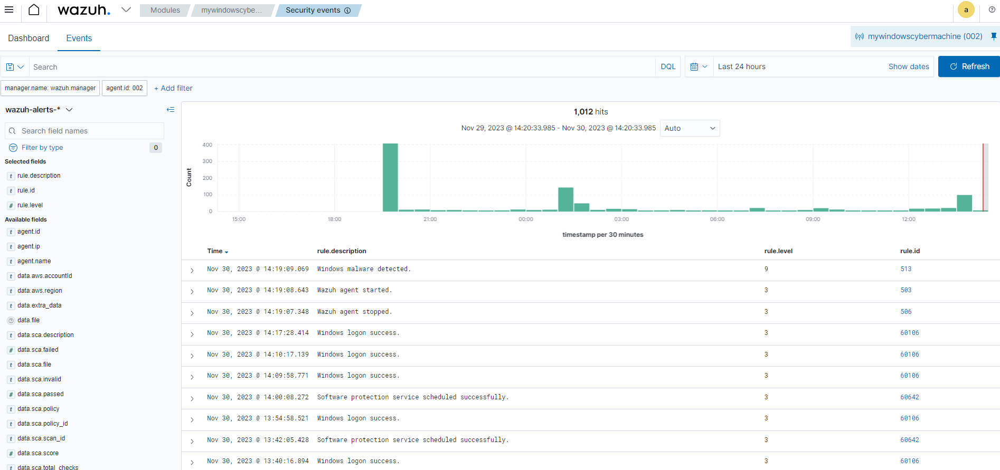 wazuh.
Modules
mywindowscybe...
Security events
a
Dashboard
Events
mywindowscybermachine (002)
Search
DQL
Last 24 hours
Show dates
Refresh
manager.name: wazuh.manager
agent.id: 002
+ Add filter
wazuh-alerts-*
Search field names
Filter by type
0
Selected fields
t rule.description
t rule.id
# rule.level
Available fields
t agent.id
t agent.ip
t agent.name
t data.aws.accountId
t data.aws.region
t data.extra_data
? data.file
t data.sca.description
# data.sca.failed
t data.sca.file
t data.sca.invalid
# data.sca.passed
t data.sca.policy
t data.sca.policy_id
t data.sca.scan_id
# data.sca.score
t data.sca.total_checks
1,012 hits
Nov 29, 2023 @ 14:20:33.985 - Nov 30, 2023 @ 14:20:33.985
Auto
Count
400
300
200
100
0
15:00 18:00 21:00 00:00 03:00 06:00 09:00 12:00
timestamp per 30 minutes
Time rule.description rule.level rule.id
Nov 30, 2023 @ 14:19:09.069 Windows malware detected. 9 513
Nov 30, 2023 @ 14:19:08.643 Wazuh agent started. 3 503
Nov 30, 2023 @ 14:19:07.348 Wazuh agent stopped. 3 506
Nov 30, 2023 @ 14:17:28.414 Windows logon success. 3 60106
Nov 30, 2023 @ 14:10:17.139 Windows logon success. 3 60106
Nov 30, 2023 @ 14:09:58.771 Windows logon success. 3 60106
Nov 30, 2023 @ 14:00:08.272 Software protection service scheduled successfully. 3 60642
Nov 30, 2023 @ 13:54:58.521 Windows logon success. 3 60106
Nov 30, 2023 @ 13:42:05.428 Software protection service scheduled successfully. 3 60642
Nov 30, 2023 @ 13:40:16.894 Windows logon success. 3 60106